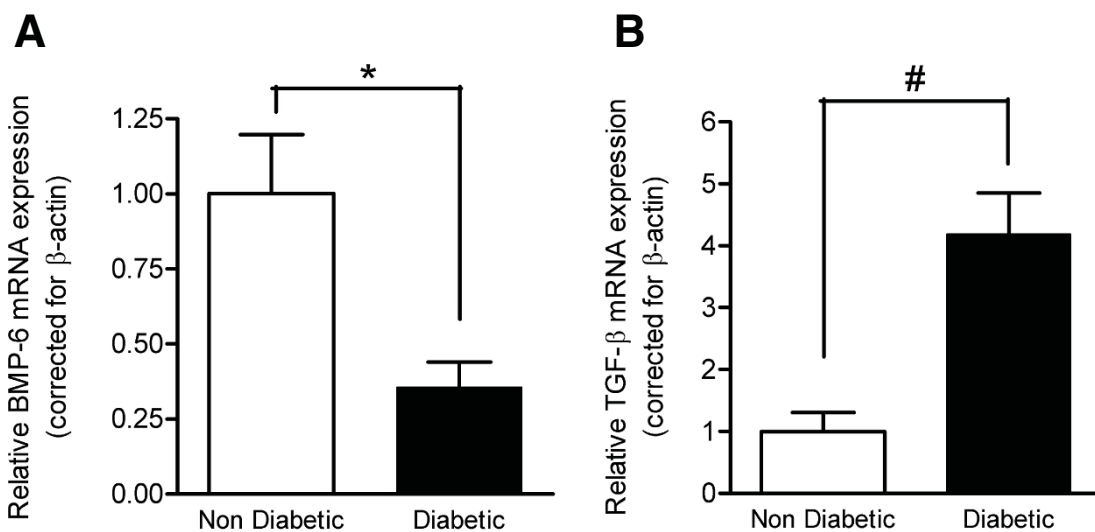 A
Relative BMP-6 mRNA expression
(corrected for β-actin)
1.25
1.00
0.75
0.50
0.25
0.00
*
Non Diabetic
Diabetic
B
Relative TGF-β mRNA expression
(corrected for β-actin)
6
5
4
3
2
1
0
#
Non Diabetic
Diabetic